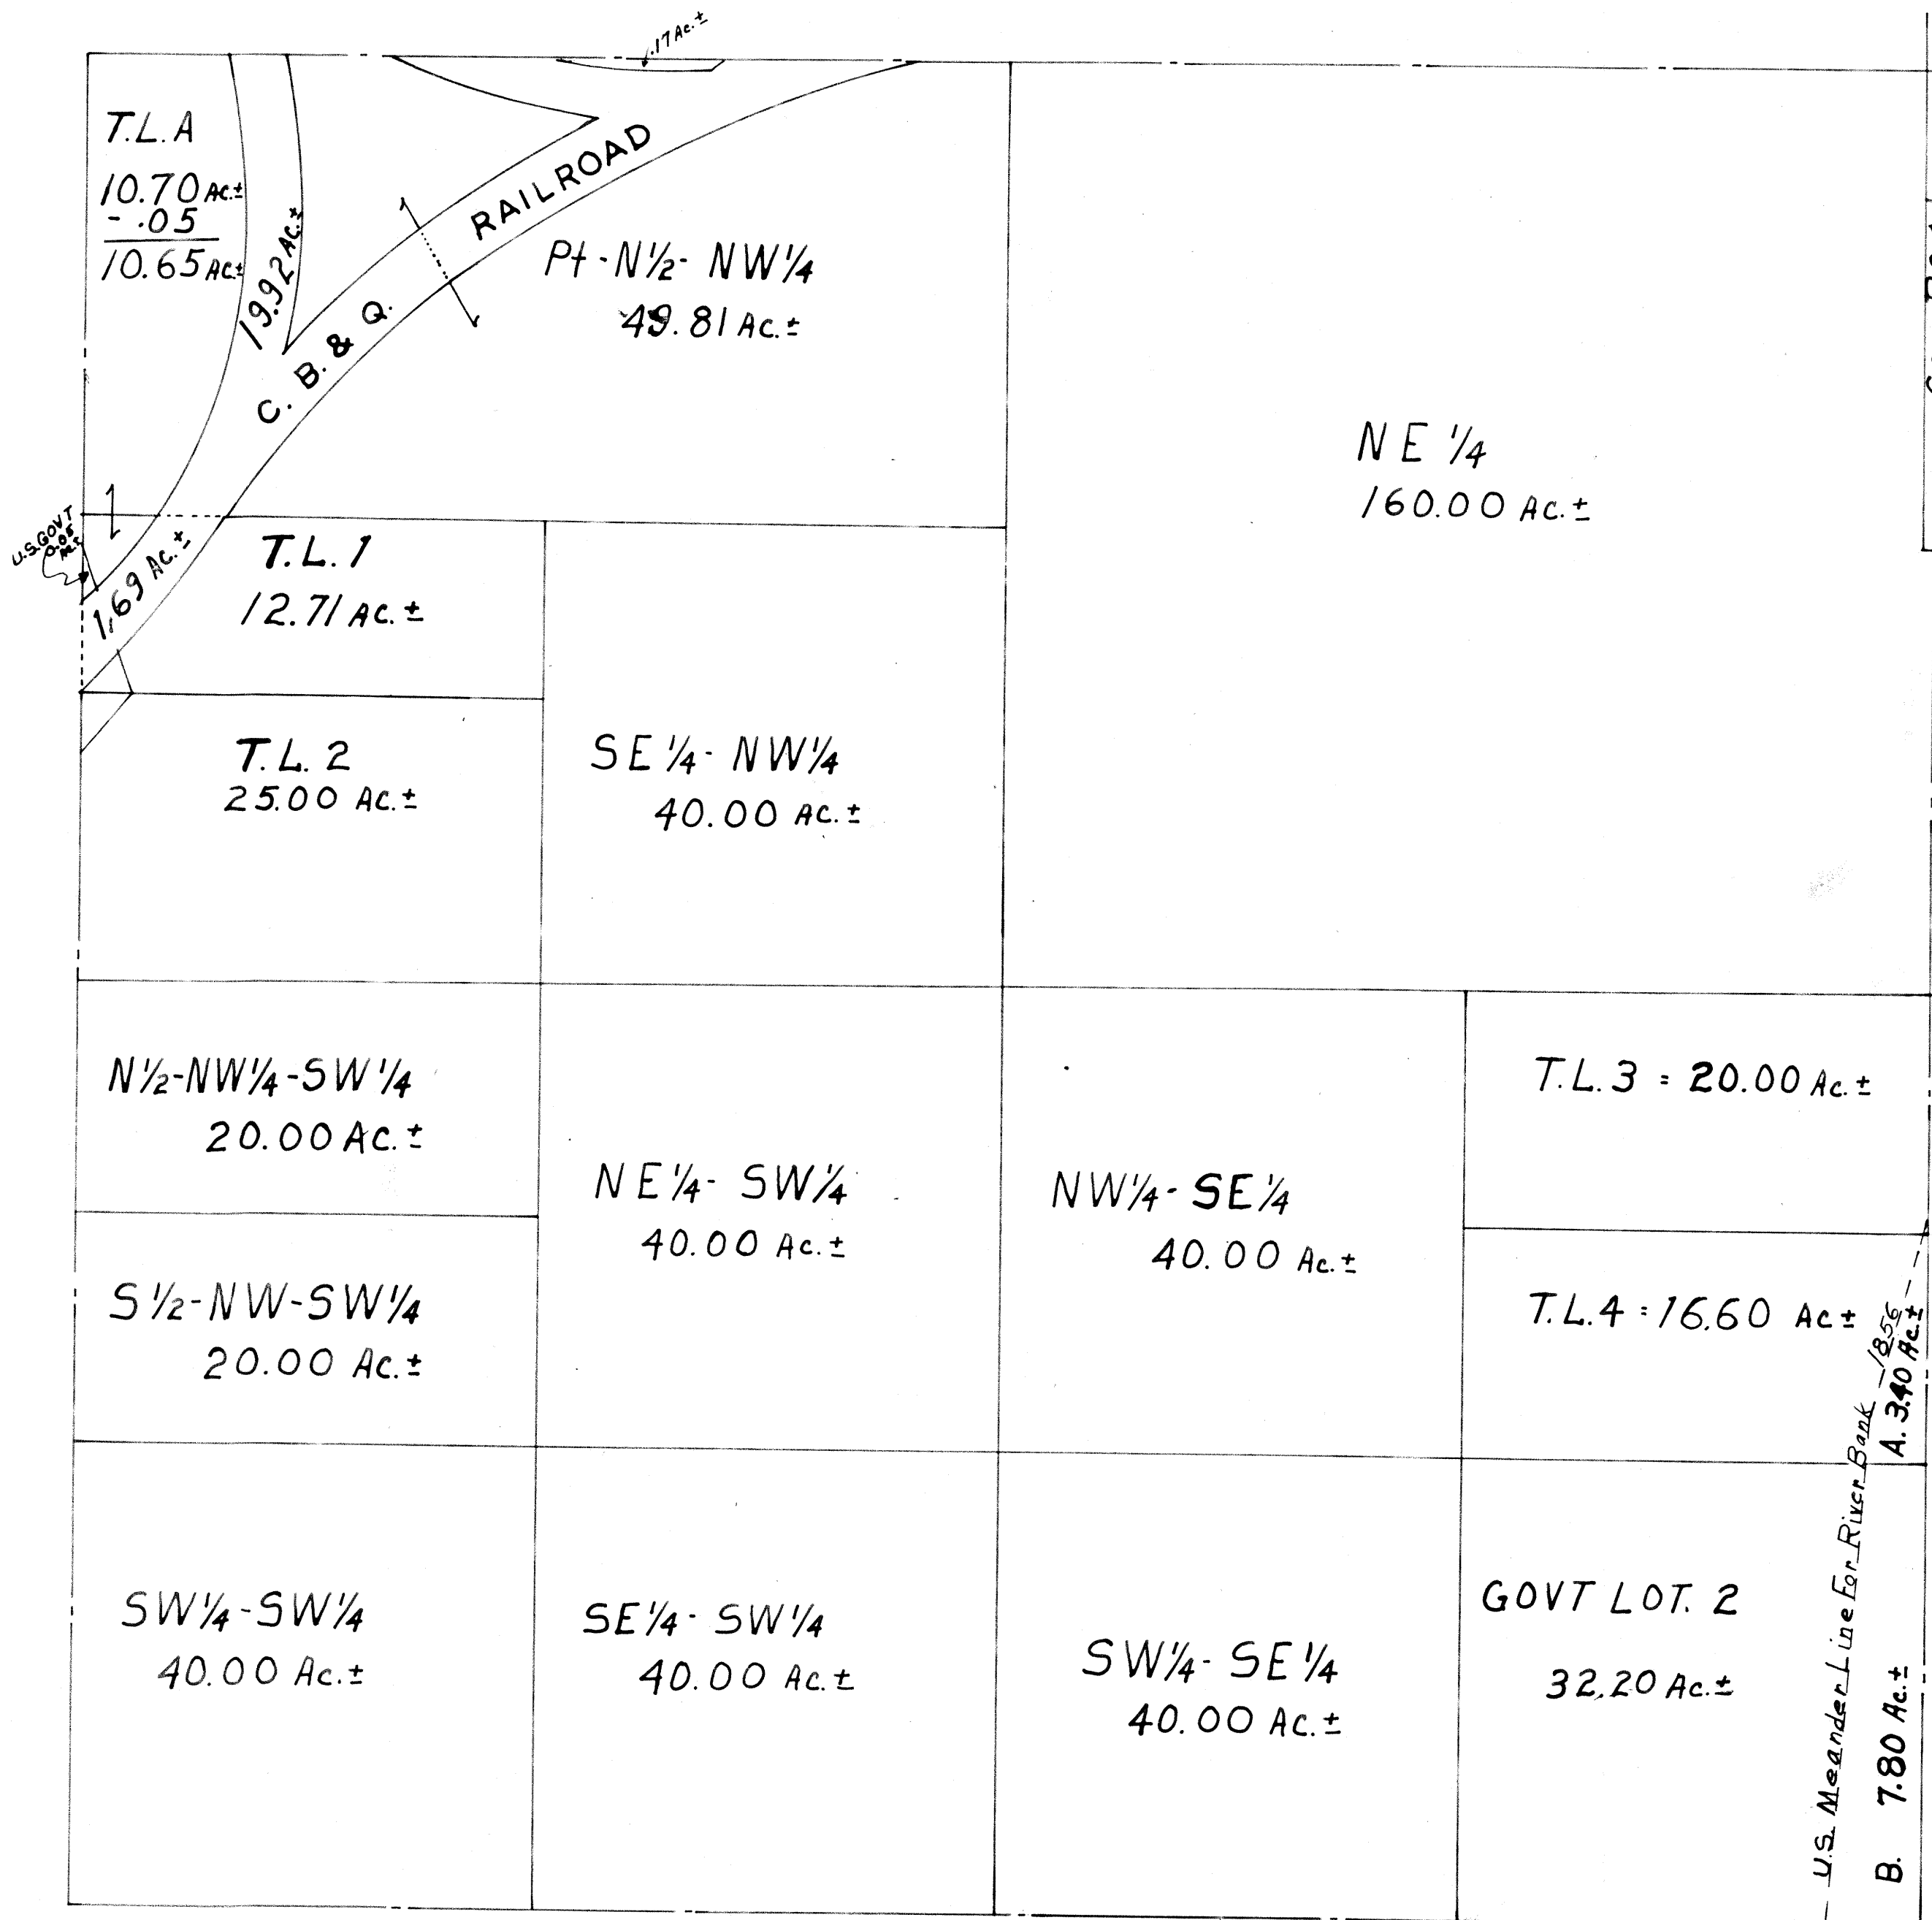 .17 Ac.±
T.L.A
10.70 Ac.±
- .05
10.65 Ac.±
19.92 Ac.±
C. B. & Q. RAILROAD
Pt - N½ - NW¼
49.81 Ac.±
NE ¼
160.00 Ac.±
U.S. GOVT
0.05
Ac.±
1.69 Ac.±
T.L. 1
12.71 Ac.±
T.L. 2
25.00 Ac.±
SE¼ - NW¼
40.00 Ac.±
N½-NW¼-SW¼
20.00 Ac.±
S½-NW-SW¼
20.00 Ac.±
NE¼ - SW¼
40.00 Ac.±
NW¼ - SE¼
40.00 Ac.±
T.L.3 = 20.00 Ac.±
T.L.4 = 16.60 Ac±
A. 3.40 Ac.±
SW¼-SW¼
40.00 Ac.±
SE¼ - SW¼
40.00 Ac.±
SW¼ - SE¼
40.00 Ac.±
GOVT LOT. 2
32.20 Ac.±
U.S. Meander Line For River Bank 1856
B. 7.80 Ac.±